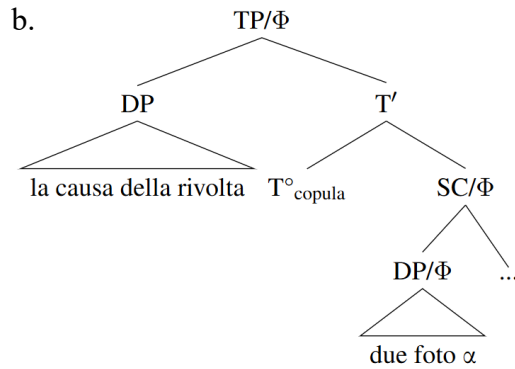 b.
TP/Φ
DP T′
la causa della rivolta T°copula SC/Φ
DP/Φ ...
due foto α